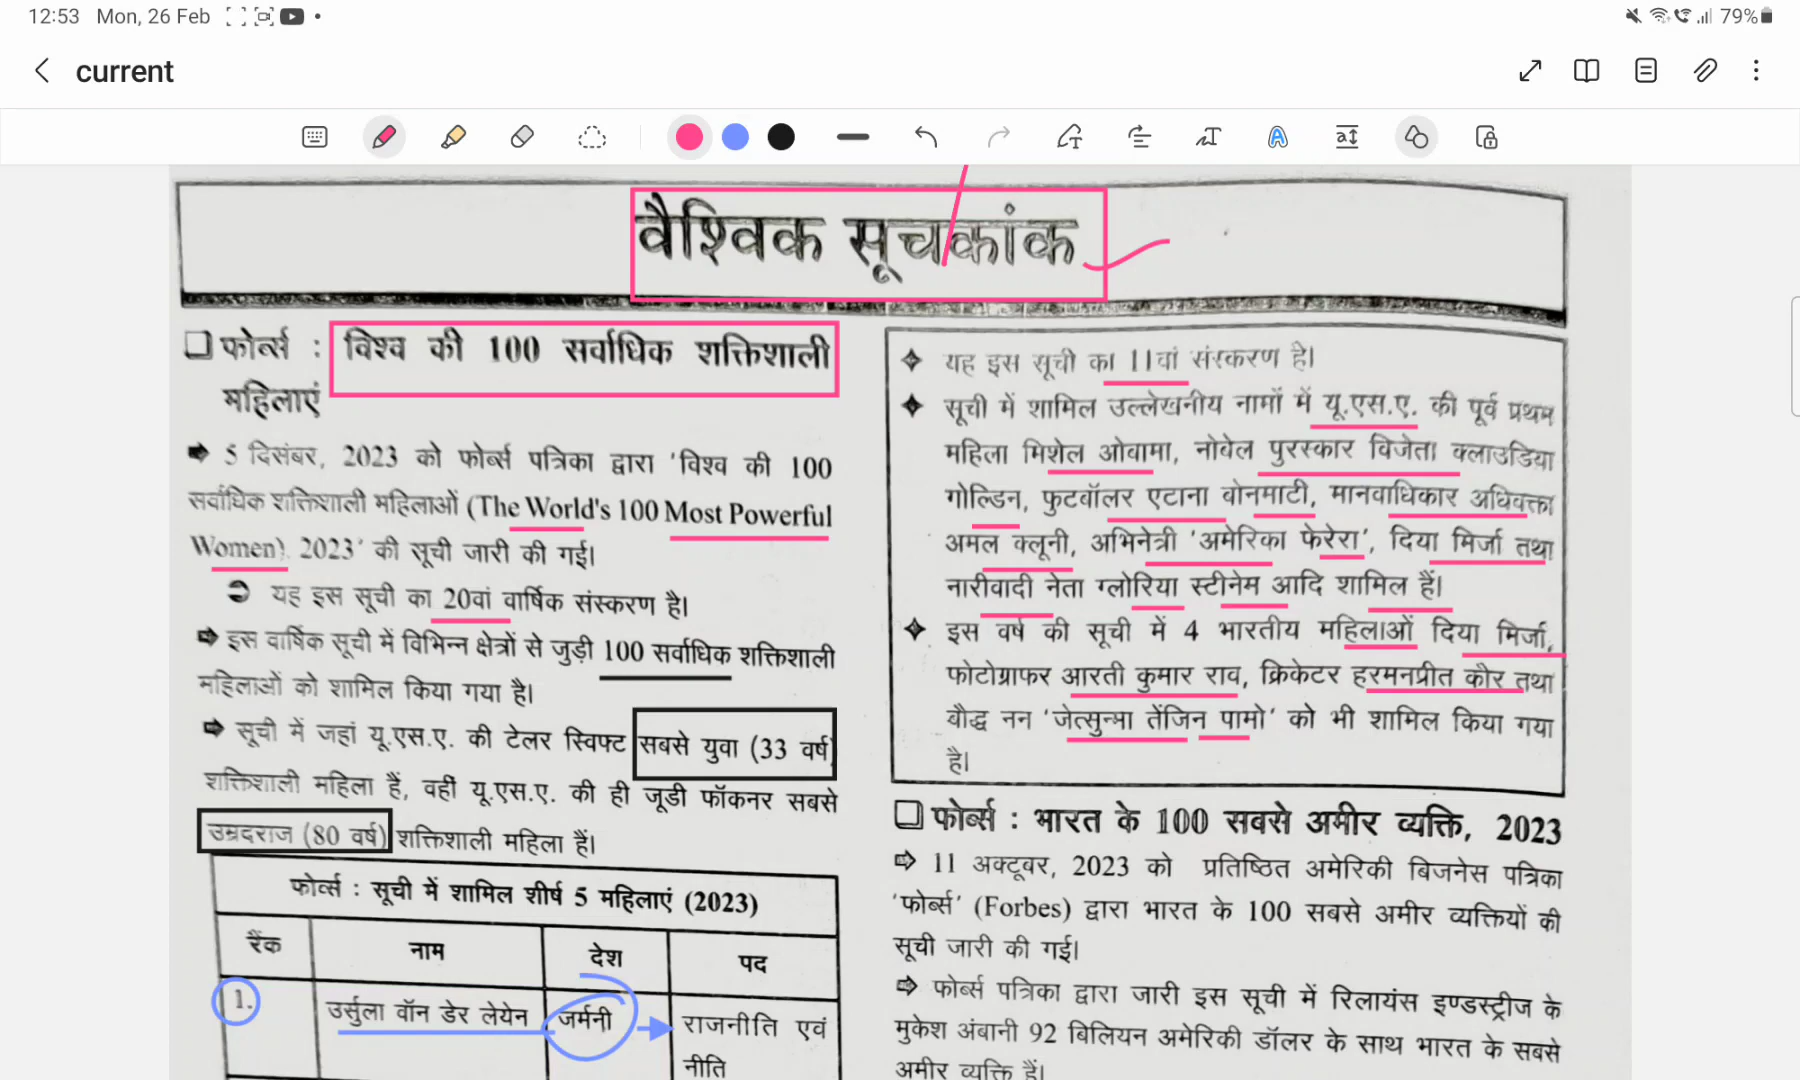 12:53 Mon, 26 Feb
79%
current
वैश्विक सूचकांक
फोर्ब्स : विश्व की 100 सर्वाधिक शक्तिशाली
महिलाएं
5 दिसंबर, 2023 को फोर्ब्स पत्रिका द्वारा 'विश्व की 100
सर्वाधिक शक्तिशाली महिलाओं (The World's 100 Most Powerful
Women) 2023' की सूची जारी की गई।
यह इस सूची का 20वां वार्षिक संस्करण है।
इस वार्षिक सूची में विभिन्न क्षेत्रों से जुड़ी 100 सर्वाधिक शक्तिशाली
महिलाओं को शामिल किया गया है।
सूची में जहां यू.एस.ए. की टेलर स्विफ्ट सबसे युवा (33 वर्ष)
शक्तिशाली महिला हैं, वहीं यू.एस.ए. की ही जूडी फॉकनर सबसे
उम्रदराज (80 वर्ष) शक्तिशाली महिला हैं।
फोर्ब्स : सूची में शामिल शीर्ष 5 महिलाएं (2023)
रैंक नाम देश पद
1. उर्सुला वॉन डेर लेयेन जर्मनी राजनीति एवं
नीति
यह इस सूची का 11वां संस्करण है।
सूची में शामिल उल्लेखनीय नामों में यू.एस.ए. की पूर्व प्रथम
महिला मिशेल ओबामा, नोबेल पुरस्कार विजेता क्लाउडिया
गोल्डिन, फुटबॉलर एटाना बोनमाटी, मानवाधिकार अधिवक्ता
अमल क्लूनी, अभिनेत्री 'अमेरिका फेरेरा', दिया मिर्जा तथा
नारीवादी नेता ग्लोरिया स्टीनेम आदि शामिल हैं।
इस वर्ष की सूची में 4 भारतीय महिलाओं दिया मिर्जा,
फोटोग्राफर आरती कुमार राव, क्रिकेटर हरमनप्रीत कौर तथा
बौद्ध नन 'जेत्सुन्मा तेंजिन पामो' को भी शामिल किया गया
है।
फोर्ब्स : भारत के 100 सबसे अमीर व्यक्ति, 2023
11 अक्टूबर, 2023 को प्रतिष्ठित अमेरिकी बिजनेस पत्रिका
'फोर्ब्स' (Forbes) द्वारा भारत के 100 सबसे अमीर व्यक्तियों की
सूची जारी की गई।
फोर्ब्स पत्रिका द्वारा जारी इस सूची में रिलायंस इण्डस्ट्रीज के
मुकेश अंबानी 92 बिलियन अमेरिकी डॉलर के साथ भारत के सबसे
अमीर व्यक्ति हैं।